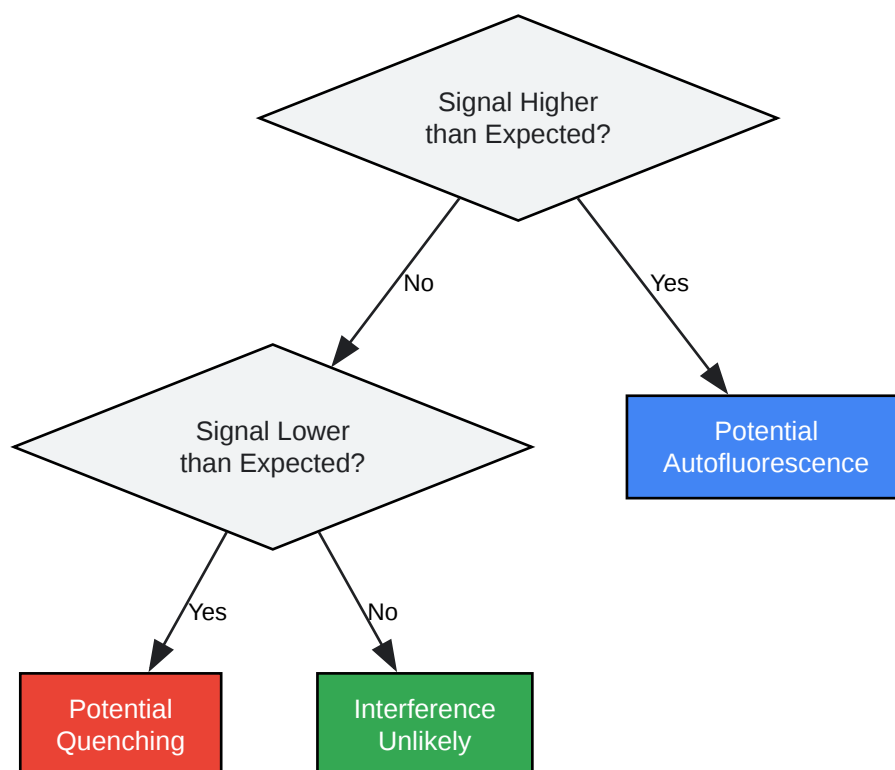 Signal Higher
than Expected?
No
Yes
Signal Lower
than Expected?
Potential
Autofluorescence
Yes
No
Potential
Quenching
Interference
Unlikely